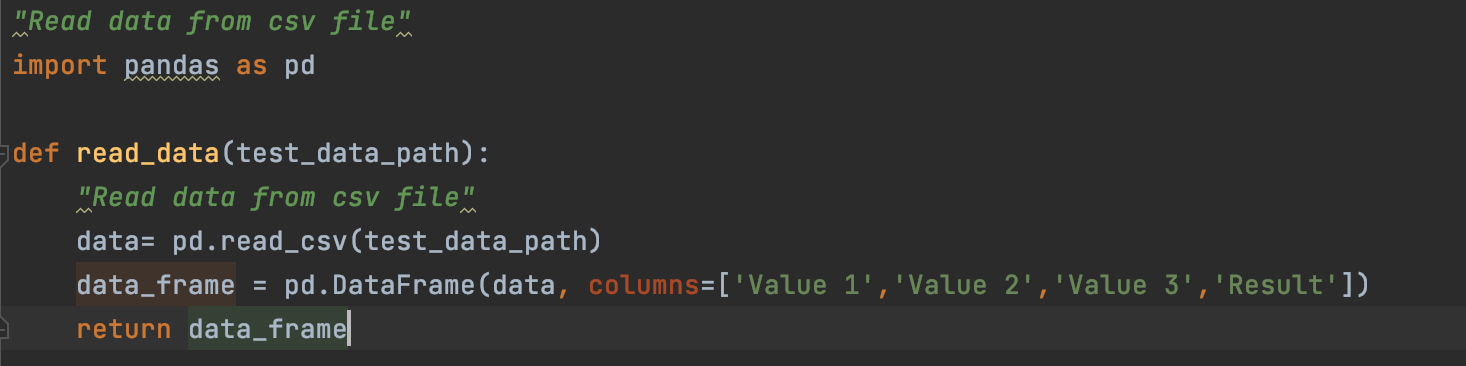 "Read data from csv file"
import pandas as pd
def read_data(test_data_path):
"Read data from csv file"
data= pd.read_csv(test_data_path)
data_frame = pd.DataFrame(data, columns=['Value 1','Value 2','Value 3','Result'])
return data_frame